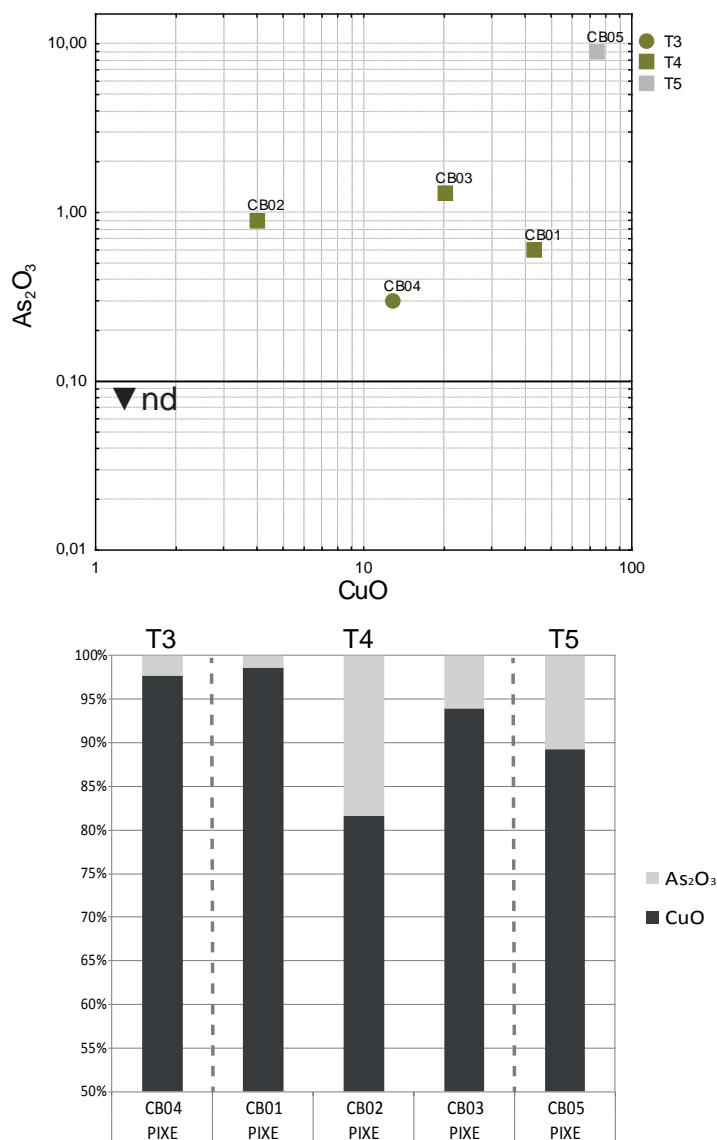 10,00
1,00
0,10
0,01
As₂O₃
CB05
CB03
CB02
CB01
CB04
nd
T3
T4
T5
1
10
100
CuO
T3 T4 T5
100%
95%
90%
85%
80%
75%
70%
65%
60%
55%
50%
As₂O₃
CuO
CB04 CB01 CB02 CB03 CB05
PIXE PIXE PIXE PIXE PIXE